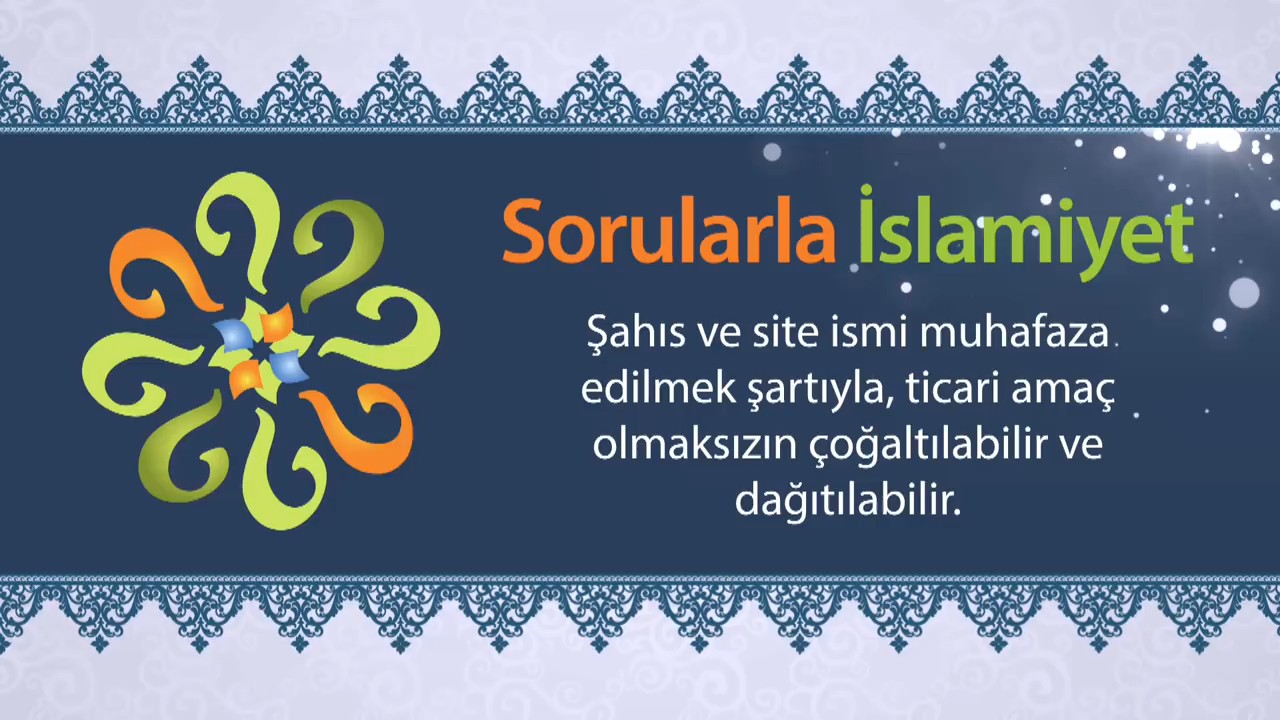 Sorularla İslamiyet
Şahıs ve site ismi muhafaza
edilmek şartıyla, ticari amaç
olmaksızın çoğaltılabilir ve
dağıtılabilir.